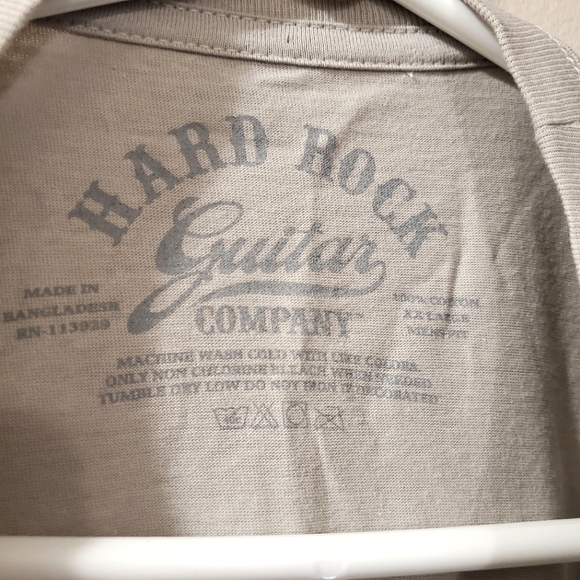 HARD ROCK
Guitar
COMPANY
MADE IN
BANGLADESH
RN-113929
100% COTTON
XX LARGE
MENS FIT
MACHINE WASH COLD WITH LIKE COLORS
ONLY NON CHLORINE BLEACH WHEN NEEDED
TUMBLE DRY LOW DO NOT IRON IF DECORATED